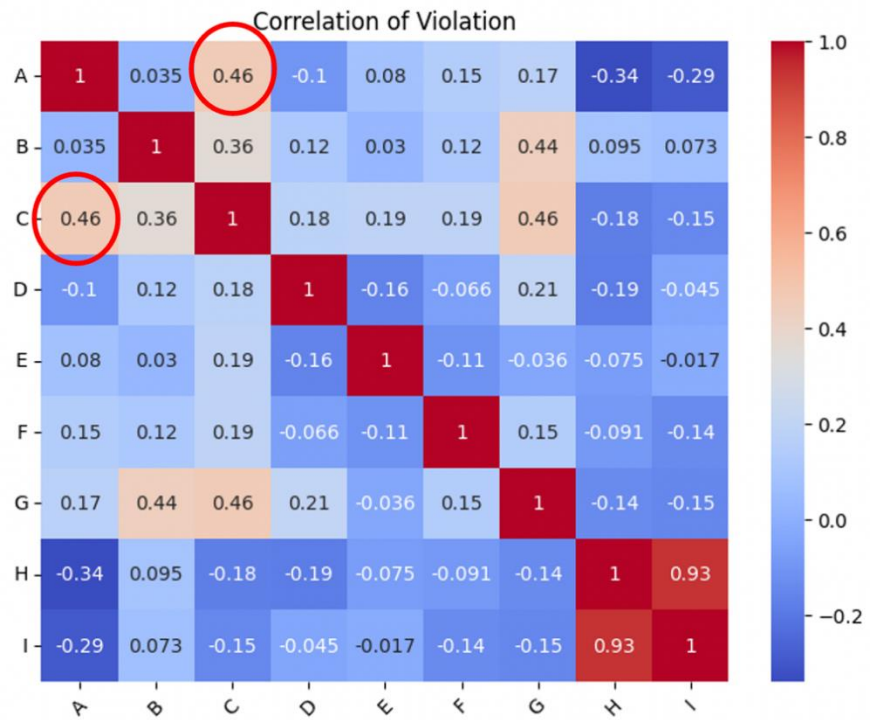 Correlation of Violation
A 1 0.035 0.46 -0.1 0.08 0.15 0.17 -0.34 -0.29
B 0.035 1 0.36 0.12 0.03 0.12 0.44 0.095 0.073
C 0.46 0.36 1 0.18 0.19 0.19 0.46 -0.18 -0.15
D -0.1 0.12 0.18 1 -0.16 -0.066 0.21 -0.19 -0.045
E 0.08 0.03 0.19 -0.16 1 -0.11 -0.036 -0.075 -0.017
F 0.15 0.12 0.19 -0.066 -0.11 1 0.15 -0.091 -0.14
G 0.17 0.44 0.46 0.21 -0.036 0.15 1 -0.14 -0.15
H -0.34 0.095 -0.18 -0.19 -0.075 -0.091 -0.14 1 0.93
I -0.29 0.073 -0.15 -0.045 -0.017 -0.14 -0.15 0.93 1
A B C D E F G H I
1.0
0.8
0.6
0.4
0.2
0.0
−0.2